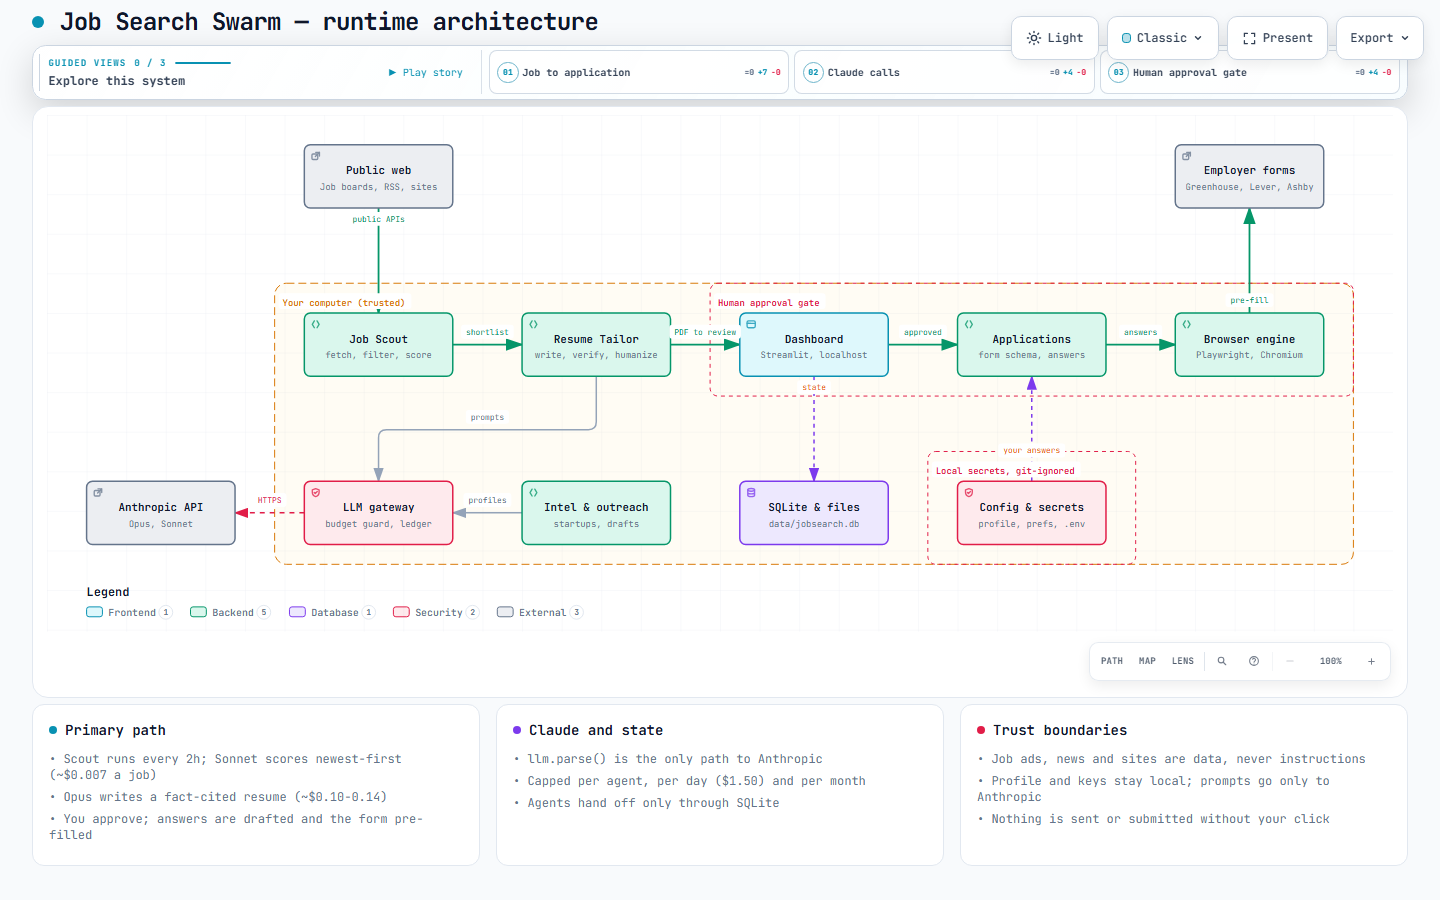 Job Search Swarm — runtime architecture
Light
Classic
Present
Export
GUIDED VIEWS 0 / 3
Explore this system
Play story
01 Job to application =0 +7 -0
02 Claude calls =0 +4 -0
03 Human approval gate =0 +4 -0
Public web
Job boards, RSS, sites
Employer forms
Greenhouse, Lever, Ashby
public APIs
pre-fill
Your computer (trusted)
Human approval gate
Job Scout
fetch, filter, score
shortlist
Resume Tailor
write, verify, humanize
PDF to review
Dashboard
Streamlit, localhost
approved
Applications
form schema, answers
answers
Browser engine
Playwright, Chromium
state
prompts
your answers
Local secrets, git-ignored
Anthropic API
Opus, Sonnet
HTTPS
LLM gateway
budget guard, ledger
profiles
Intel & outreach
startups, drafts
SQLite & files
data/jobsearch.db
Config & secrets
profile, prefs, .env
Legend
Frontend 1
Backend 5
Database 1
Security 2
External 3
PATH
MAP
LENS
−
100%
+
Primary path
• Scout runs every 2h; Sonnet scores newest-first
(~$0.007 a job)
• Opus writes a fact-cited resume (~$0.10-0.14)
• You approve; answers are drafted and the form pre-
filled
Claude and state
• llm.parse() is the only path to Anthropic
• Capped per agent, per day ($1.50) and per month
• Agents hand off only through SQLite
Trust boundaries
• Job ads, news and sites are data, never instructions
• Profile and keys stay local; prompts go only to
Anthropic
• Nothing is sent or submitted without your click